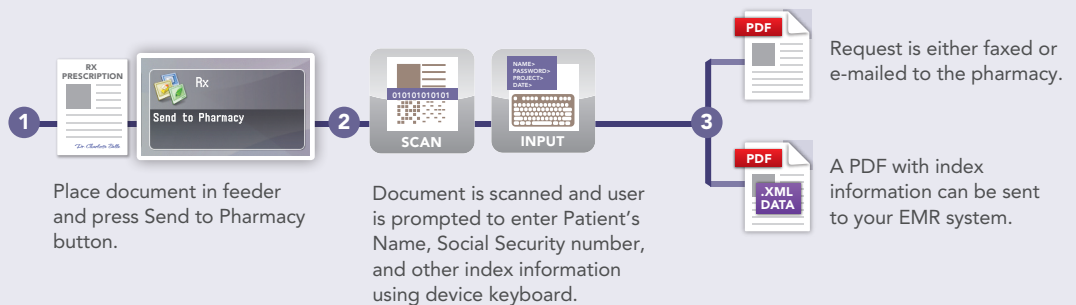 1
RX
PRESCRIPTION
Dr. Charlotte Bello
Rx
Send to Pharmacy
Place document in feeder
and press Send to Pharmacy
button.
2
010101010101
SCAN
NAME>
PASSWORD>
PROJECT>
DATE>
INPUT
Document is scanned and user
is prompted to enter Patient’s
Name, Social Security number,
and other index information
using device keyboard.
3
PDF
Request is either faxed or
e-mailed to the pharmacy.
PDF
.XML
DATA
A PDF with index
information can be sent
to your EMR system.